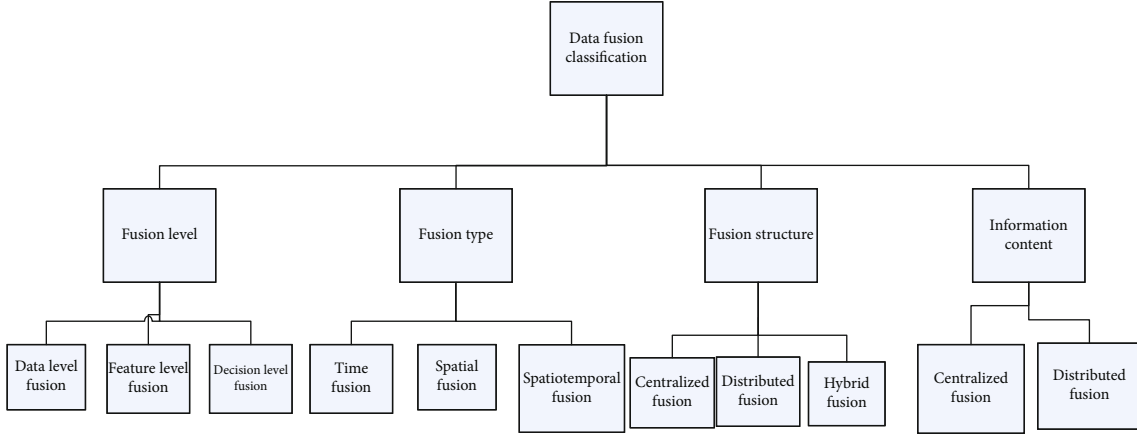 Data fusion
classification
Fusion level
Fusion type
Fusion structure
Information
content
Data level
fusion
Feature level
fusion
Decision level
fusion
Time
fusion
Spatial
fusion
Spatiotemporal
fusion
Centralized
fusion
Distributed
fusion
Hybrid
fusion
Centralized
fusion
Distributed
fusion